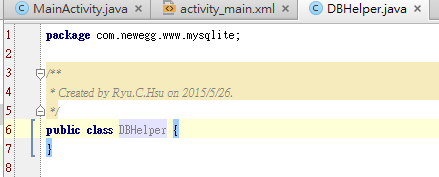 MainActivity.java
activity_main.xml
DBHelper.java
1 package com.newegg.www.mysqlite;
2
3 /**
4 * Created by Ryu.C.Hsu on 2015/5/26.
5 */
6 public class DBHelper {
7 }
8